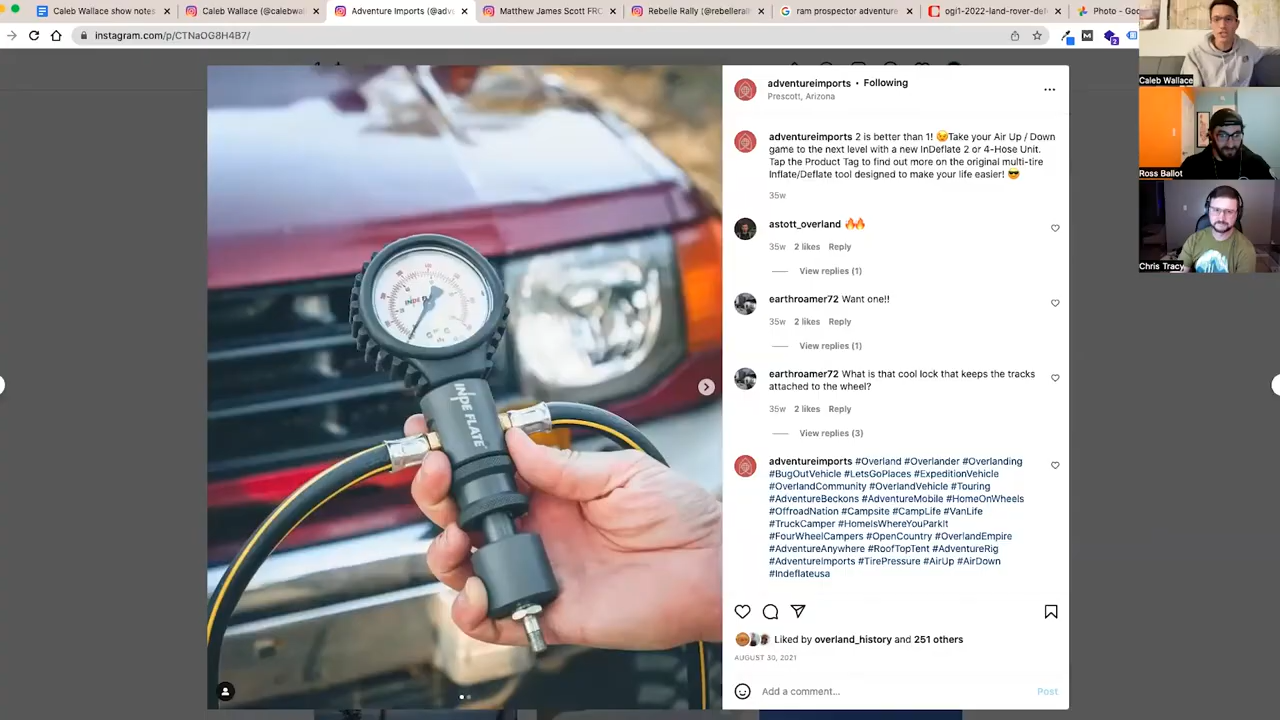 Caleb Wallace show notes
Caleb Wallace (@calebwal
Adventure Imports (@adv
Matthew James Scott FRC
Rebelle Rally (@rebellera
ram prospector adventure
ogi1-2022-land-rover-def
Photo - Goo
instagram.com/p/CTNaOG8H4B7/
Caleb Wallace
Ross Ballot
Chris Tracy
INDE FLATE
adventureimports • Following
Prescott, Arizona
adventureimports 2 is better than 1! 😉Take your Air Up / Down
game to the next level with a new InDeflate 2 or 4-Hose Unit.
Tap the Product Tag to find out more on the original multi-tire
Inflate/Deflate tool designed to make your life easier! 😎
35w
astott_overland 🔥🔥
35w 2 likes Reply
View replies (1)
earthroamer72 Want one!!
35w 2 likes Reply
View replies (1)
earthroamer72 What is that cool lock that keeps the tracks
attached to the wheel?
35w 2 likes Reply
View replies (3)
adventureimports #Overland #Overlander #Overlanding
#BugOutVehicle #LetsGoPlaces #ExpeditionVehicle
#OverlandCommunity #OverlandVehicle #Touring
#AdventureBeckons #AdventureMobile #HomeOnWheels
#OffroadNation #Campsite #CampLife #VanLife
#TruckCamper #HomeIsWhereYouParkIt
#FourWheelCampers #OpenCountry #OverlandEmpire
#AdventureAnywhere #RoofTopTent #AdventureRig
#AdventureImports #TirePressure #AirUp #AirDown
#Indeflateusa
Liked by overland_history and 251 others
AUGUST 30, 2021
Add a comment...
Post